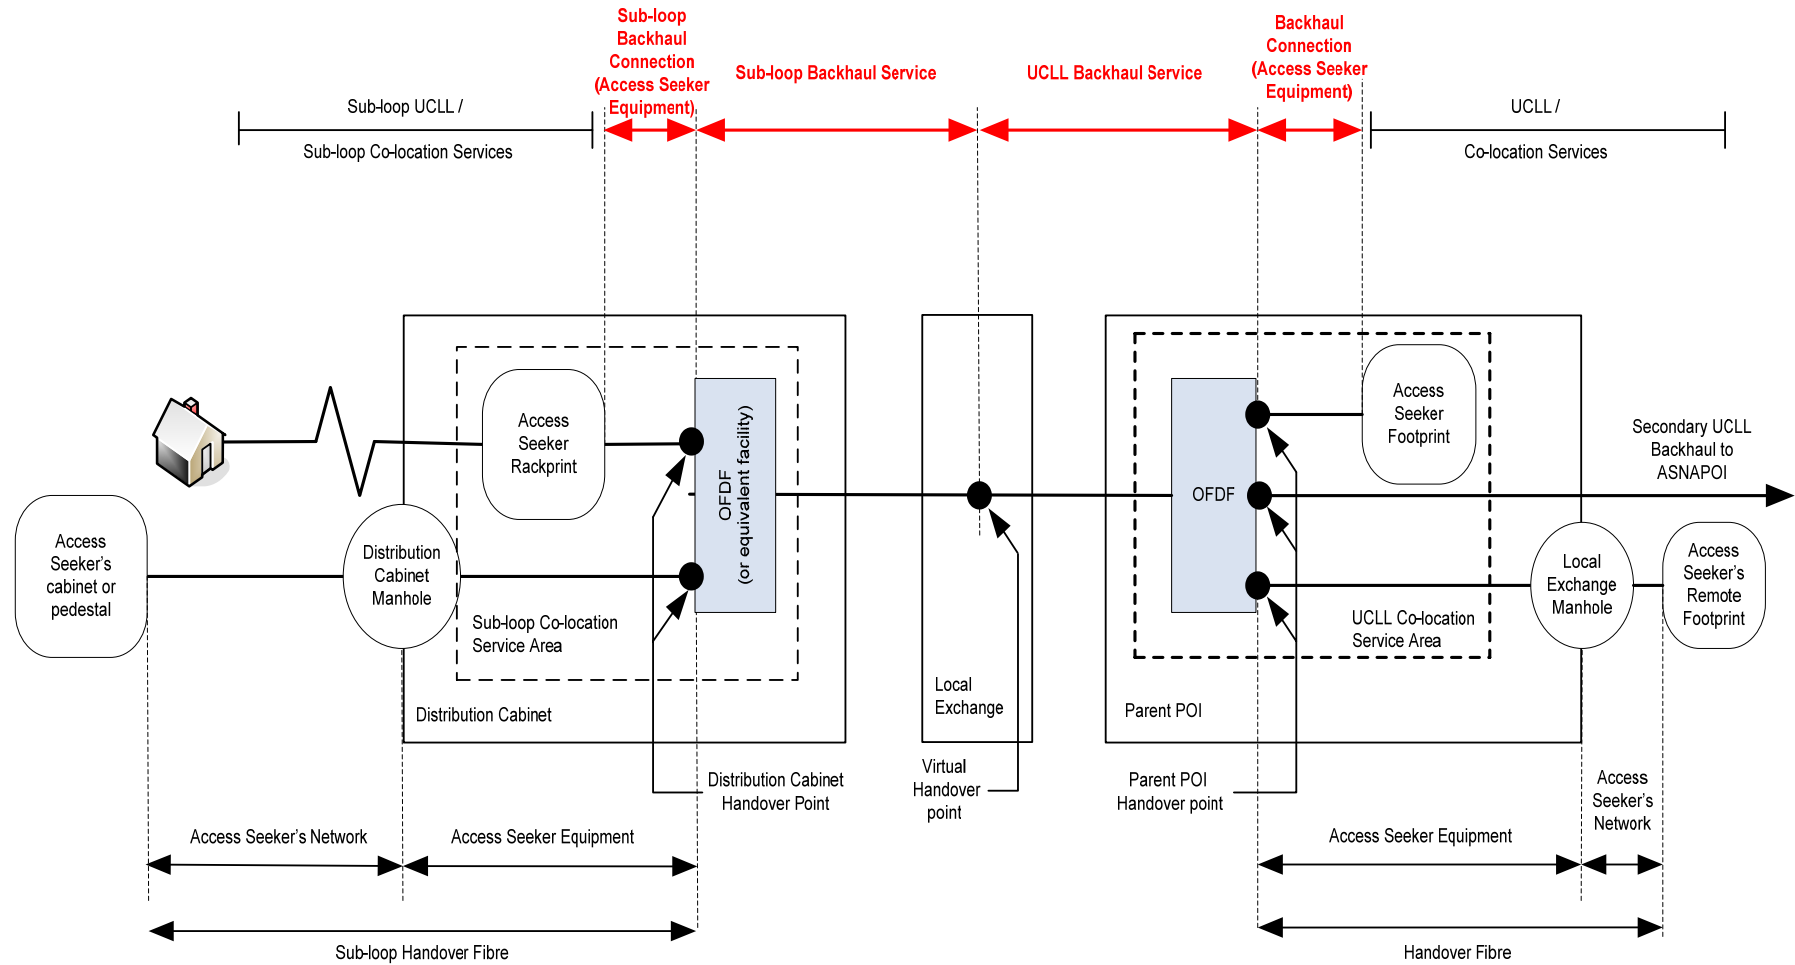 Sub-loop
Backhaul
Connection
(Access Seeker
Equipment)
Sub-loop Backhaul Service
UCLL Backhaul Service
Backhaul
Connection
(Access Seeker
Equipment)
Sub-loop UCLL /
Sub-loop Co-location Services
UCLL /
Co-location Services
Access
Seeker
Rackprint
OFDF
(or equivalent facility)
OFDF
Access
Seeker
Footprint
Secondary UCLL
Backhaul to
ASNAPOI
Access
Seeker's
cabinet or
pedestal
Distribution
Cabinet
Manhole
Sub-loop Co-location
Service Area
Distribution Cabinet
Local
Exchange
UCLL Co-location
Service Area
Parent POI
Local
Exchange
Manhole
Access
Seeker's
Remote
Footprint
Distribution Cabinet
Handover Point
Virtual
Handover
point
Parent POI
Handover point
Access
Seeker's
Network
Access Seeker's Network
Access Seeker Equipment
Access Seeker Equipment
Sub-loop Handover Fibre
Handover Fibre